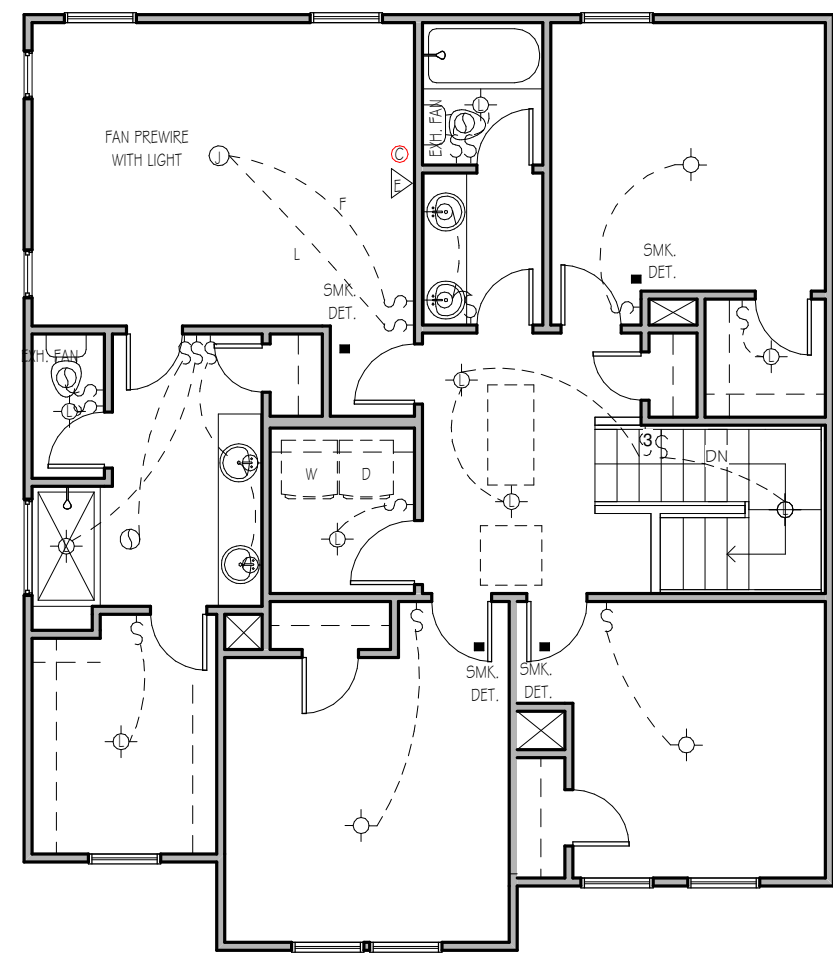 FAN PREWIRE
WITH LIGHT
J
F
L
C
E
EXH. FAN
L
SMK.
DET.
SMK.
DET.
EXH. FAN
L
L
L
W
D
L
L
3
DN
L
L
SMK.
DET.
SMK.
DET.